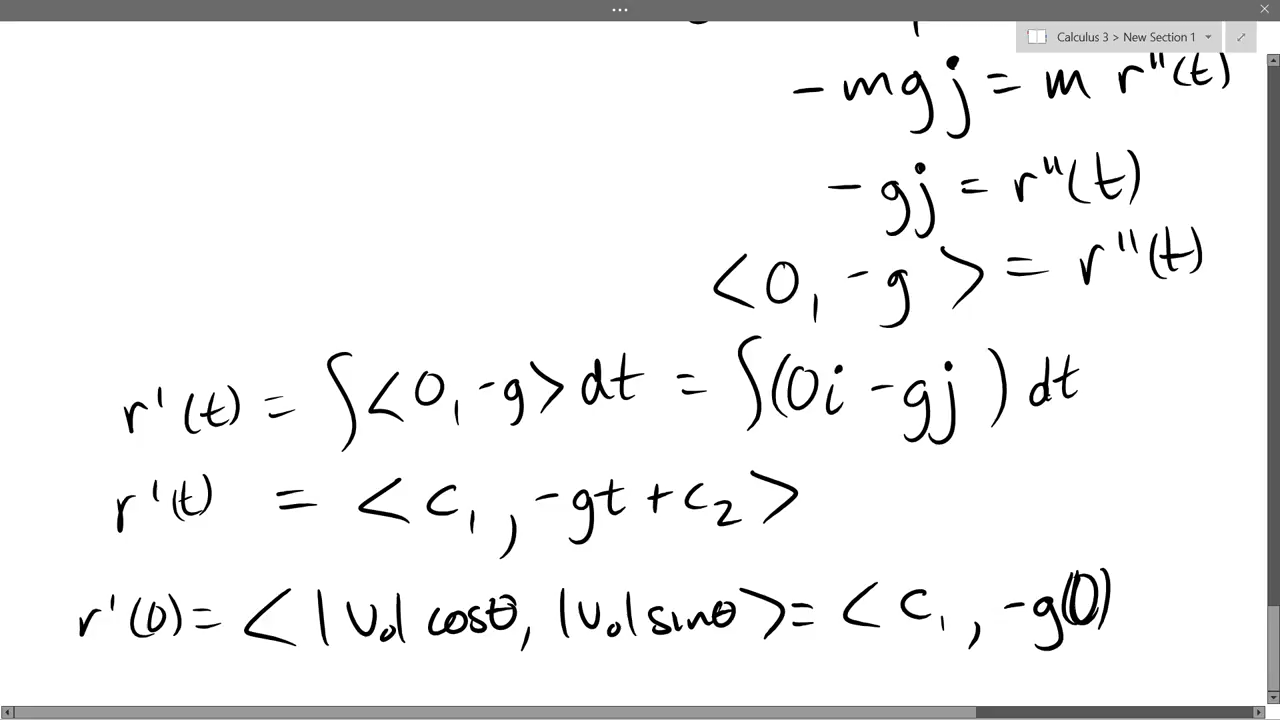 ...
Calculus 3 > New Section 1
-mgj = m r"(t)
-gj = r"(t)
<0, -g> = r"(t)
r'(t) = ∫<0, -g> dt = ∫(0i - gj) dt
r'(t) = <c₁, -gt + c₂>
r'(0) = <|v₀| cosθ, |v₀| sinθ> = <c₁, -g(0)